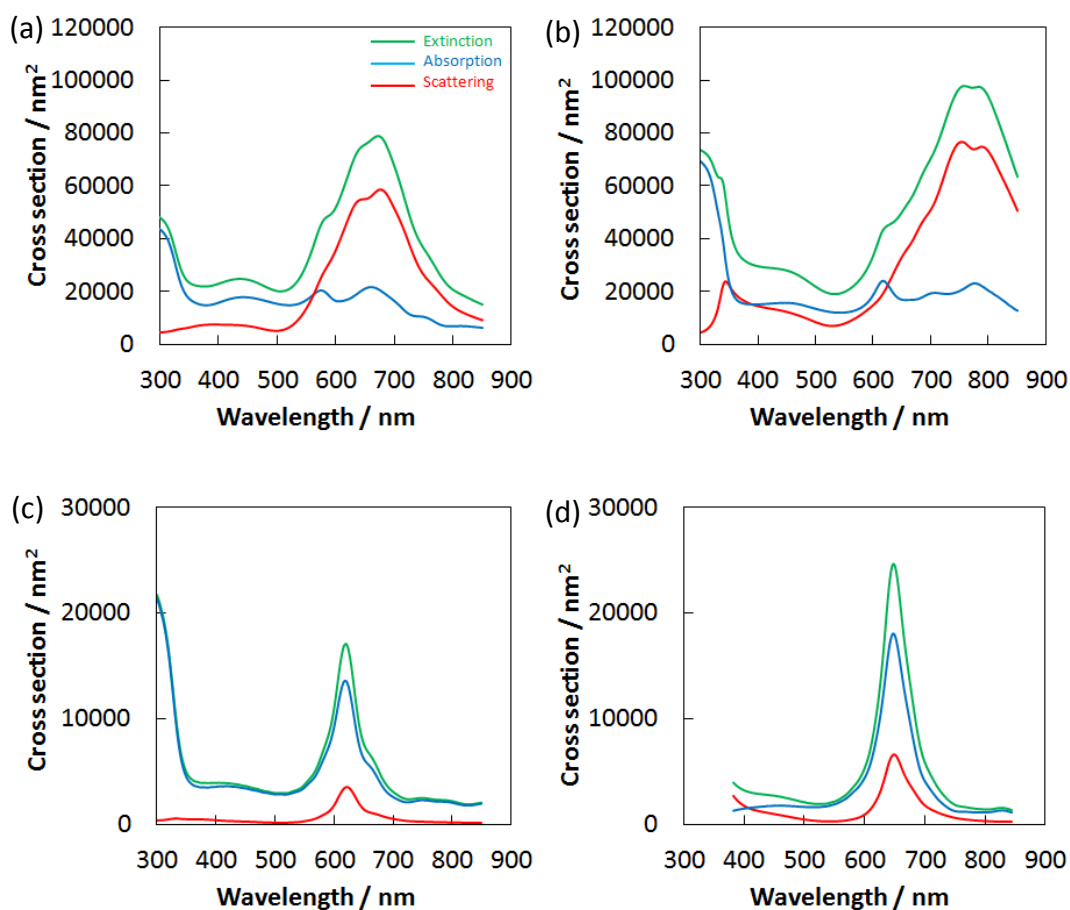 (a)
120000
100000
80000
60000
40000
20000
0
Cross section / nm²
Extinction
Absorption
Scattering
300 400 500 600 700 800 900
Wavelength / nm
(b)
120000
100000
80000
60000
40000
20000
0
Cross section / nm²
300 400 500 600 700 800 900
Wavelength / nm
(c)
30000
20000
10000
0
Cross section / nm²
300 400 500 600 700 800 900
Wavelength / nm
(d)
30000
20000
10000
0
Cross section / nm²
300 400 500 600 700 800 900
Wavelength / nm